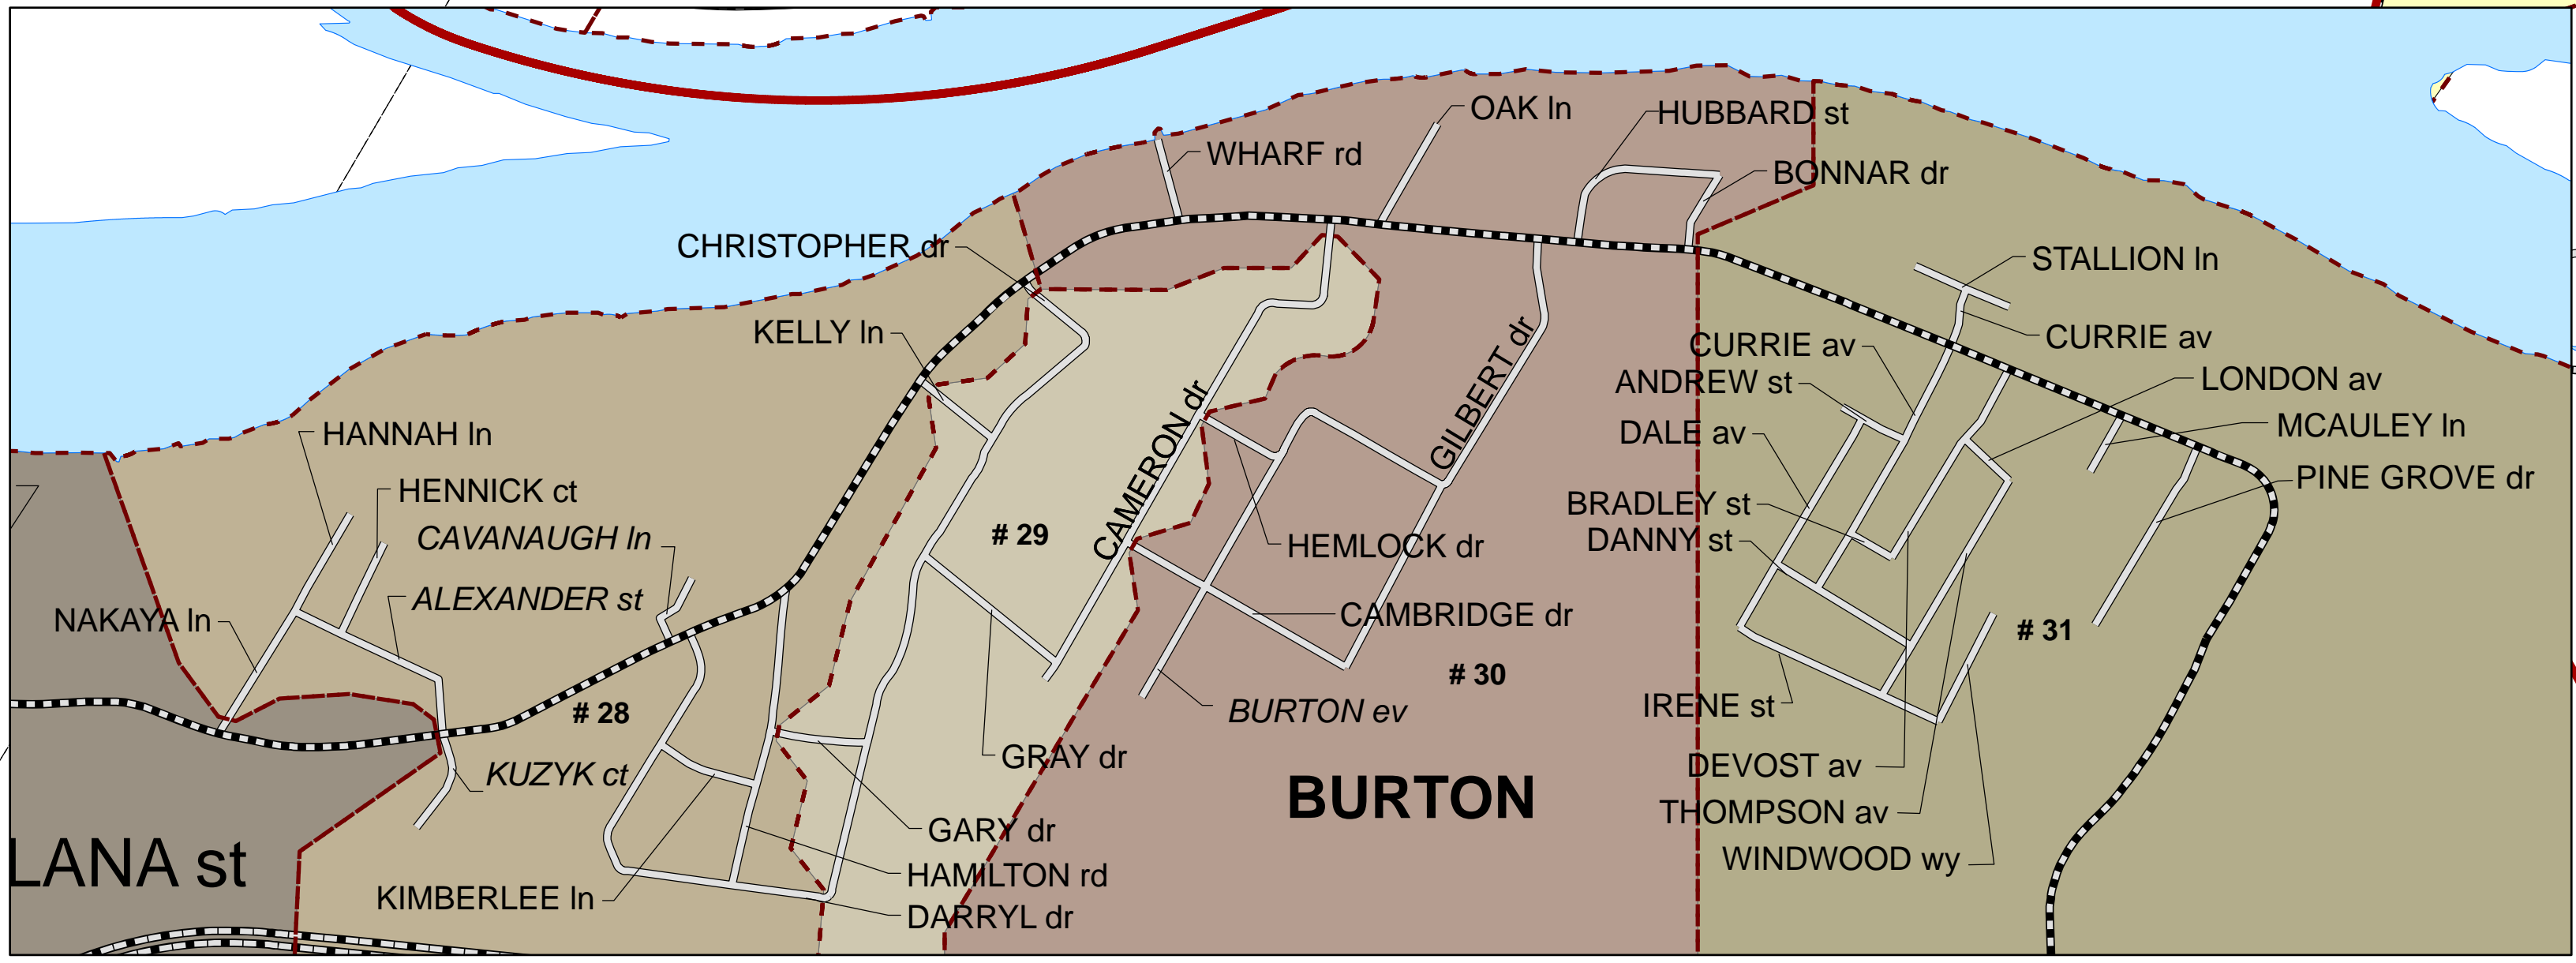 OAK ln
HUBBARD st
WHARF rd
BONNAR dr
CHRISTOPHER dr
STALLION ln
KELLY ln
CURRIE av
CURRIE av
ANDREW st
LONDON av
CAMERON dr
GILBERT dr
HANNAH ln
DALE av
MCAULEY ln
PINE GROVE dr
HENNICK ct
BRADLEY st
CAVANAUGH ln
# 29
HEMLOCK dr
DANNY st
ALEXANDER st
NAKAYA ln
CAMBRIDGE dr
# 31
# 30
# 28
BURTON ev
IRENE st
GRAY dr
KUZYK ct
DEVOST av
BURTON
THOMPSON av
GARY dr
LANA st
WINDWOOD wy
HAMILTON rd
KIMBERLEE ln
DARRYL dr